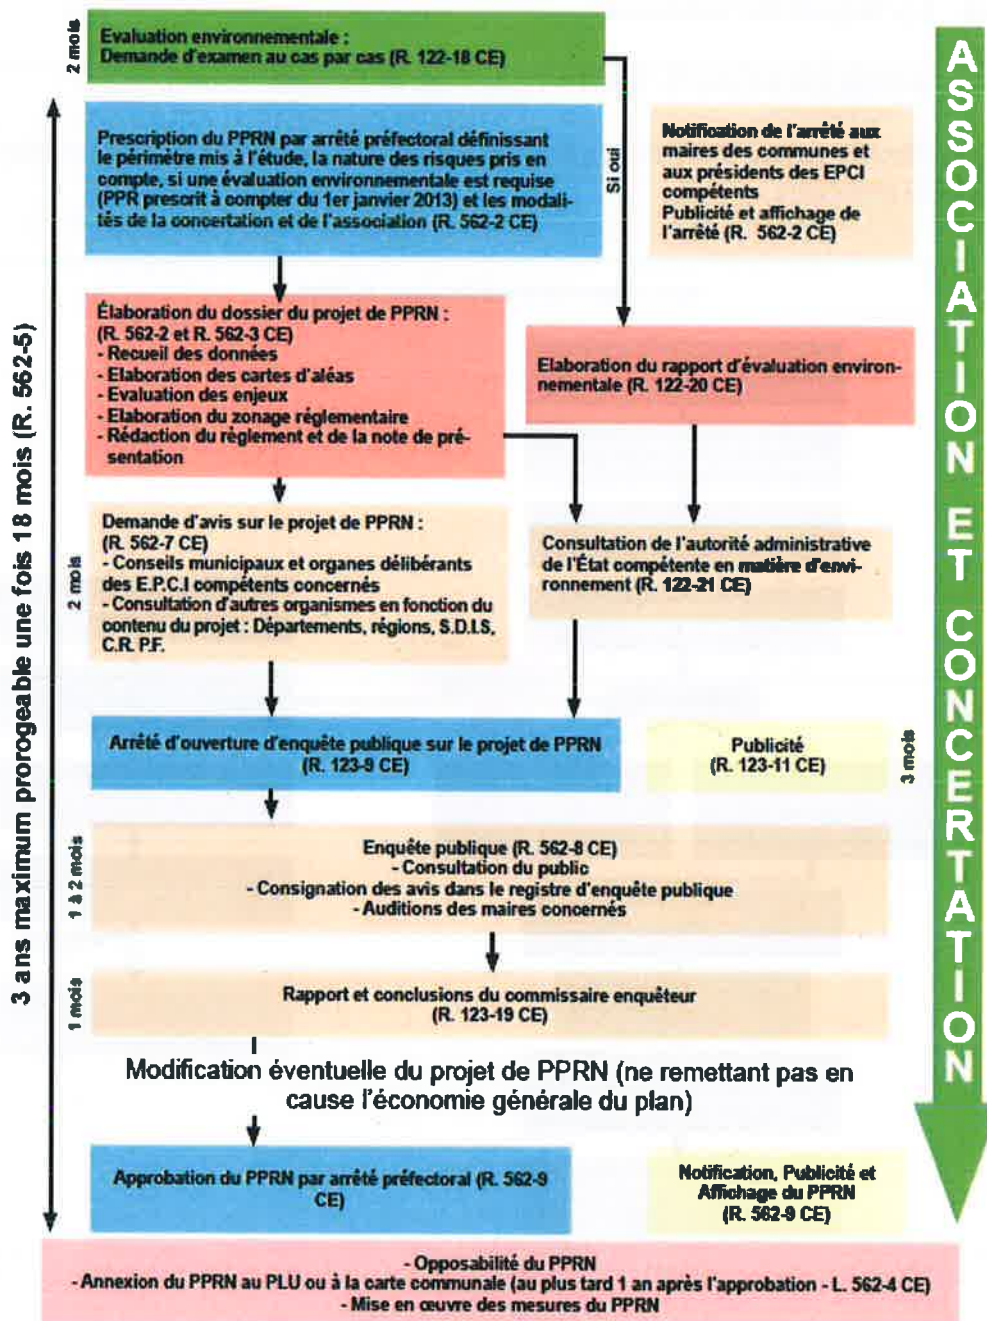 2 mois
Evaluation environnementale :
Demande d'examen au cas par cas (R. 122-18 CE)
3 ans maximum prorogeable une fois 18 mois (R. 562-5)
Prescription du PPRN par arrêté préfectoral définissant
le périmètre mis à l'étude, la nature des risques pris en
compte, si une évaluation environnementale est requise
(PPR prescrit à compter du 1er janvier 2013) et les modali-
tés de la concertation et de l'association (R. 562-2 CE)
Si oui
Notification de l'arrêté aux
maires des communes et
aux présidents des EPCI
compétents
Publicité et affichage de
l'arrêté (R. 562-2 CE)
Élaboration du dossier du projet de PPRN :
(R. 562-2 et R. 562-3 CE)
- Recueil des données
- Elaboration des cartes d'aléas
- Evaluation des enjeux
- Elaboration du zonage réglementaire
- Rédaction du règlement et de la note de pré-
sentation
Elaboration du rapport d'évaluation environ-
nementale (R. 122-20 CE)
2 mois
Demande d'avis sur le projet de PPRN :
(R. 562-7 CE)
- Conseils municipaux et organes délibérants
des E.P.C.I compétents concernés
- Consultation d'autres organismes en fonction du
contenu du projet : Départements, régions, S.D.I.S,
C.R. P.F.
Consultation de l'autorité administrative
de l'État compétente en matière d'envi-
ronnement (R. 122-21 CE)
Arrêté d'ouverture d'enquête publique sur le projet de PPRN
(R. 123-9 CE)
Publicité
(R. 123-11 CE)
3 mois
1 à 2 mois
Enquête publique (R. 562-8 CE)
- Consultation du public
- Consignation des avis dans le registre d'enquête publique
- Auditions des maires concernés
1 mois
Rapport et conclusions du commissaire enquêteur
(R. 123-19 CE)
Modification éventuelle du projet de PPRN (ne remettant pas en
cause l'économie générale du plan)
Approbation du PPRN par arrêté préfectoral (R. 562-9
CE)
Notification, Publicité et
Affichage du PPRN
(R. 562-9 CE)
- Opposabilité du PPRN
- Annexion du PPRN au PLU ou à la carte communale (au plus tard 1 an après l'approbation - L. 562-4 CE)
- Mise en œuvre des mesures du PPRN
ASSOCIATION ET CONCERTATION